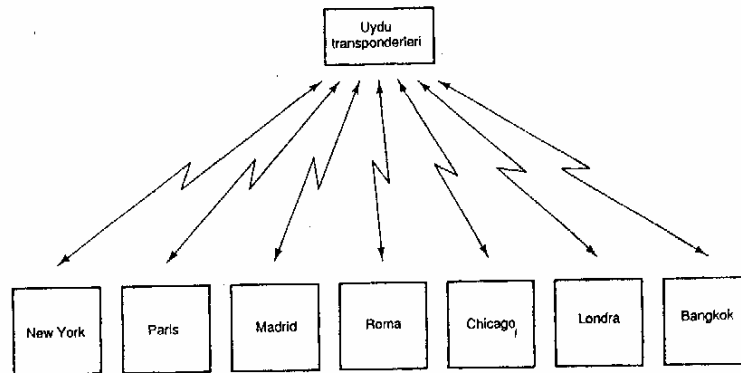 Uydu
transponderleri
New York
Paris
Madrid
Roma
Chicago
Londra
Bangkok